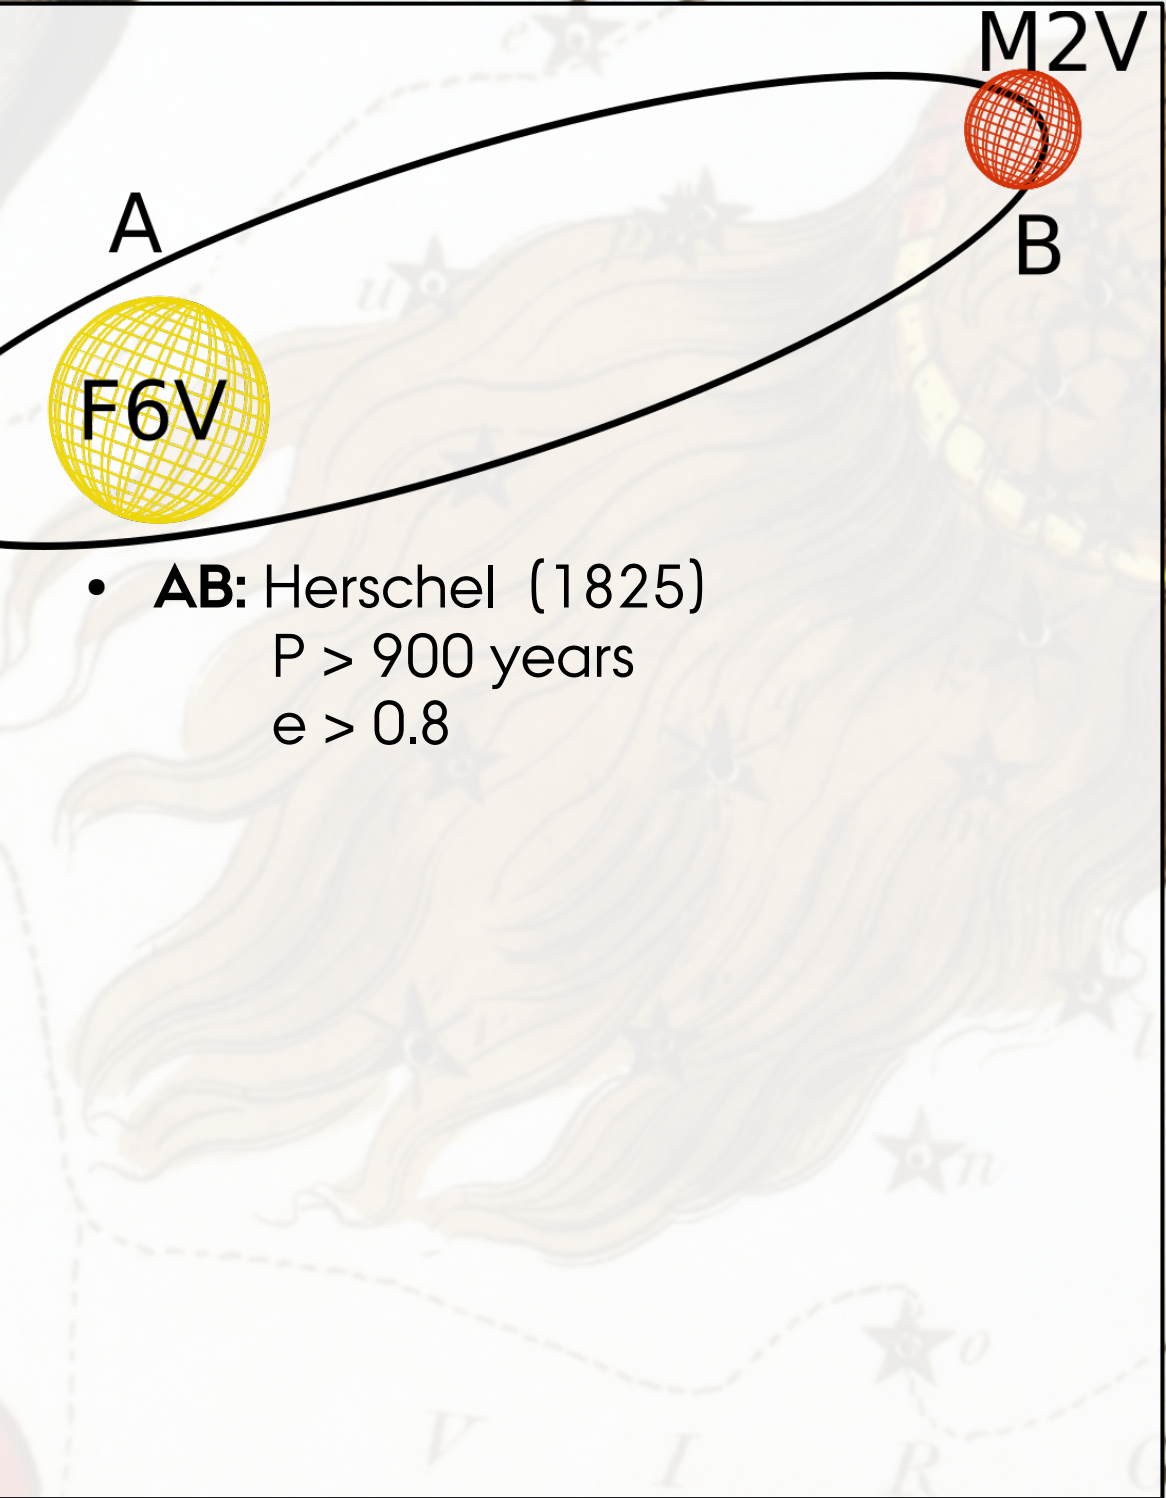 M2V
A
B
F6V
• AB: Herschel (1825)
P > 900 years
e > 0.8
e
u
n
o
V I R